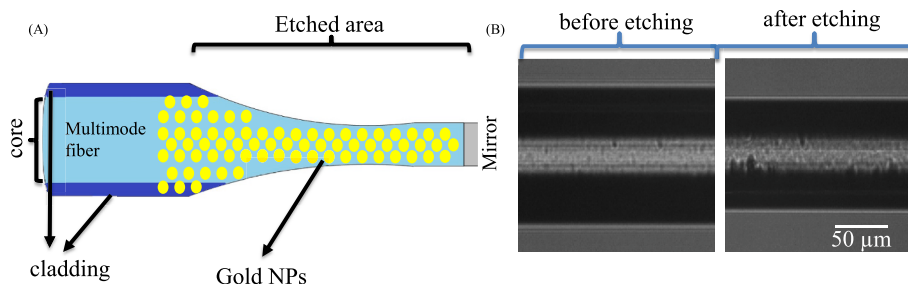 (A)
Etched area
core
Multimode
fiber
Mirror
cladding
Gold NPs
(B)
before etching
after etching
50 µm